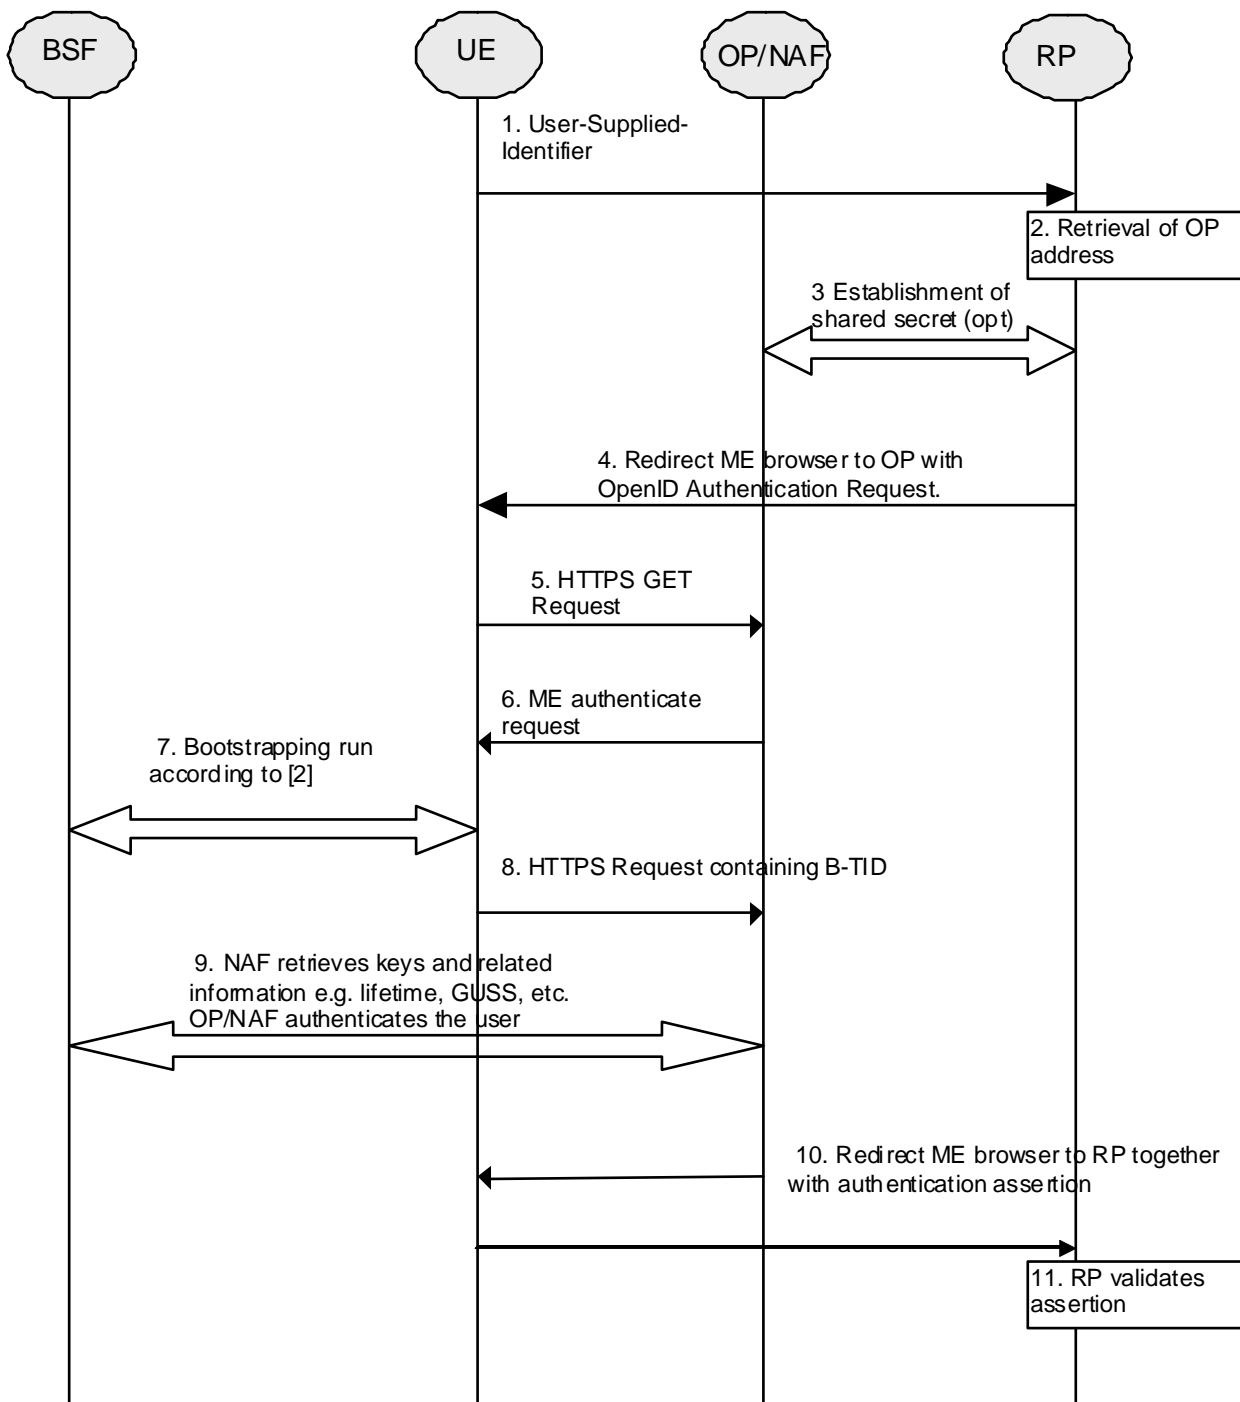 BSF
UE
OP/NAF
RP
1. User-Supplied-
Identifier
2. Retrieval of OP
address
3 Establishment of
shared secret (opt)
4. Redirect ME browser to OP with
OpenID Authentication Request.
5. HTTPS GET
Request
6. ME authenticate
request
7. Bootstrapping run
according to [2]
8. HTTPS Request containing B-TID
9. NAF retrieves keys and related
information e.g. lifetime, GUSS, etc.
OP/NAF authenticates the user
10. Redirect ME browser to RP together
with authentication assertion
11. RP validates
assertion